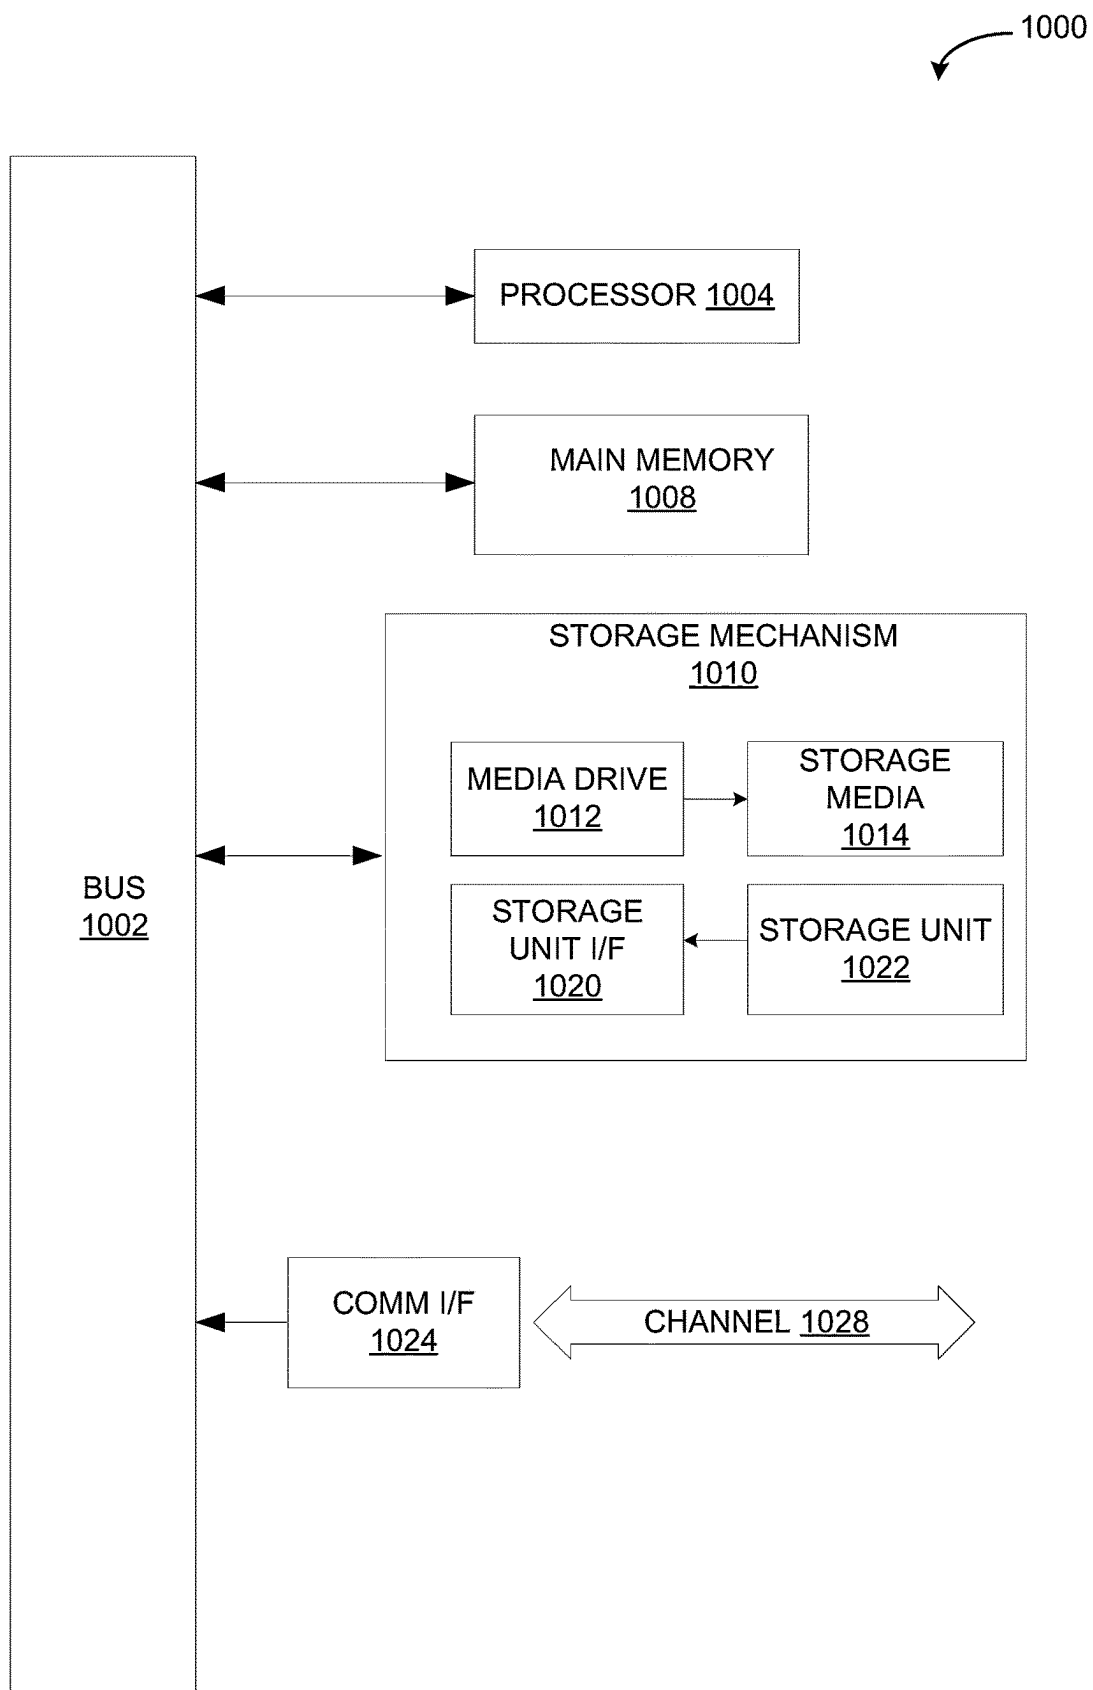 1000
PROCESSOR 1004
MAIN MEMORY
1008
STORAGE MECHANISM
1010
MEDIA DRIVE
1012
STORAGE
MEDIA
1014
BUS
1002
STORAGE
UNIT I/F
1020
STORAGE UNIT
1022
COMM I/F
1024
CHANNEL 1028